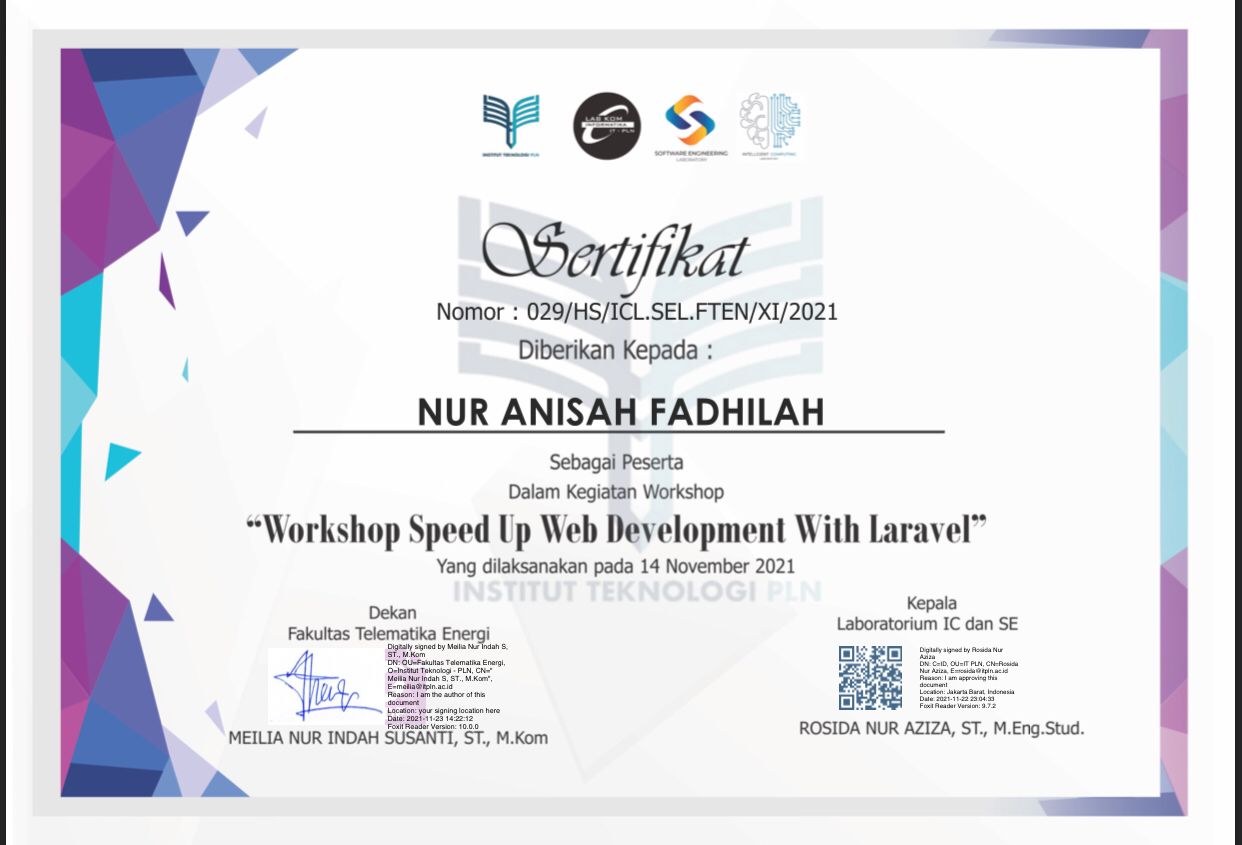 INSTITUT TEKNOLOGI PLN
LAB KOM
INFORMATIKA
IT - PLN
SOFTWARE ENGINEERING
LABORATORY
INTELLIGENT COMPUTING
LABORATORY
Sertifikat
Nomor : 029/HS/ICL.SEL.FTEN/XI/2021
Diberikan Kepada :
NUR ANISAH FADHILAH
Sebagai Peserta
Dalam Kegiatan Workshop
“Workshop Speed Up Web Development With Laravel”
Yang dilaksanakan pada 14 November 2021
INSTITUT TEKNOLOGI PLN
Dekan
Fakultas Telematika Energi
Digitally signed by Meilia Nur Indah S,
ST., M.Kom
DN: OU=Fakultas Telematika Energi,
O=Institut Teknologi - PLN, CN="
Meilia Nur Indah S, ST., M.Kom",
E=meilia@itpln.ac.id
Reason: I am the author of this
document
Location: your signing location here
Date: 2021-11-23 14:22:12
Foxit Reader Version: 10.0.0
MEILIA NUR INDAH SUSANTI, ST., M.Kom
Kepala
Laboratorium IC dan SE
Digitally signed by Rosida Nur
Aziza
DN: C=ID, OU=IT PLN, CN=Rosida
Nur Aziza, E=rosida@itpln.ac.id
Reason: I am approving this
document
Location: Jakarta Barat, Indonesia
Date: 2021-11-22 23:04:33
Foxit Reader Version: 9.7.2
ROSIDA NUR AZIZA, ST., M.Eng.Stud.